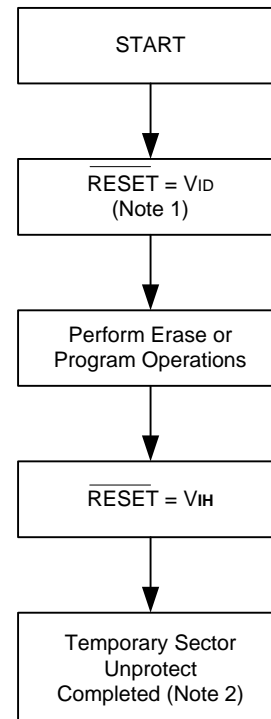 START
RESET = VID
(Note 1)
Perform Erase or
Program Operations
RESET = VIH
Temporary Sector
Unprotect
Completed (Note 2)